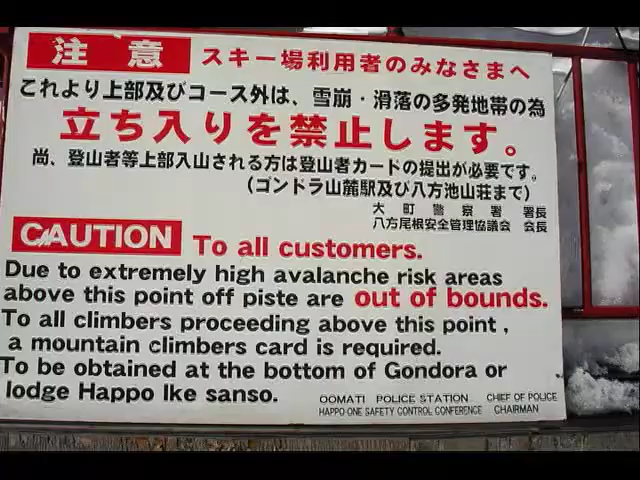 注意 スキー場利用者のみなさまへ
これより上部及びコース外は、雪崩・滑落の多発地帯の為
立ち入りを禁止します。
尚、登山者等上部入山される方は登山者カードの提出が必要です。
（ゴンドラ山麓駅及び八方池山荘まで）
大町警察署 署長
八方尾根安全管理協議会 会長
CAUTION To all customers.
Due to extremely high avalanche risk areas
above this point off piste are out of bounds.
To all climbers proceeding above this point ,
a mountain climbers card is required.
To be obtained at the bottom of Gondora or
lodge Happo Ike sanso.
OOMATI POLICE STATION CHIEF OF POLICE
HAPPO-ONE SAFETY CONTROL CONFERENCE CHAIRMAN